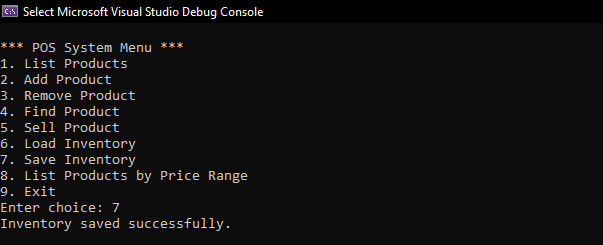 C:\ Select Microsoft Visual Studio Debug Console
*** POS System Menu ***
1. List Products
2. Add Product
3. Remove Product
4. Find Product
5. Sell Product
6. Load Inventory
7. Save Inventory
8. List Products by Price Range
9. Exit
Enter choice: 7
Inventory saved successfully.